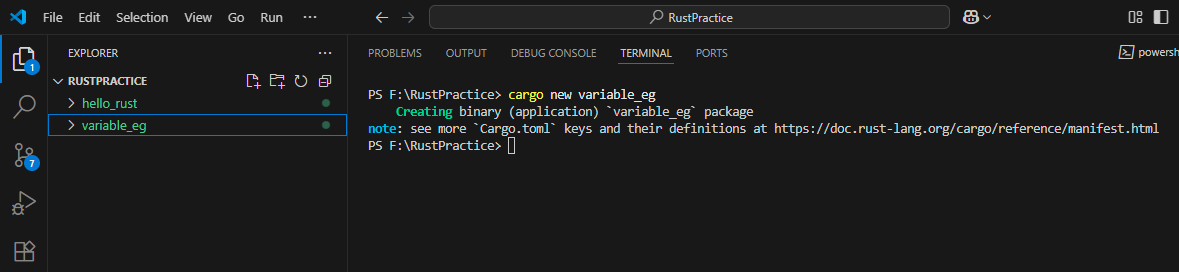 File Edit Selection View Go Run ···
RustPractice
EXPLORER
RUSTPRACTICE
hello_rust
variable_eg
1
7
PROBLEMS OUTPUT DEBUG CONSOLE TERMINAL PORTS
powersh
PS F:\RustPractice> cargo new variable_eg
    Creating binary (application) `variable_eg` package
note: see more `Cargo.toml` keys and their definitions at https://doc.rust-lang.org/cargo/reference/manifest.html
PS F:\RustPractice>